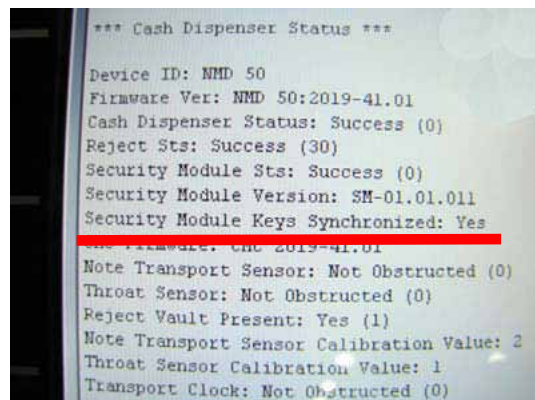 *** Cash Dispenser Status ***
Device ID: NMD 50
Firmware Ver: NMD 50:2019-41.01
Cash Dispenser Status: Success (0)
Reject Sts: Success (30)
Security Module Sts: Success (0)
Security Module Version: SM-01.01.011
Security Module Keys Synchronized: Yes
Firmware: CMC 2019-41.01
Note Transport Sensor: Not Obstructed (0)
Throat Sensor: Not Obstructed (0)
Reject Vault Present: Yes (1)
Note Transport Sensor Calibration Value: 2
Throat Sensor Calibration Value: 1
Transport Clock: Not Obstructed (0)